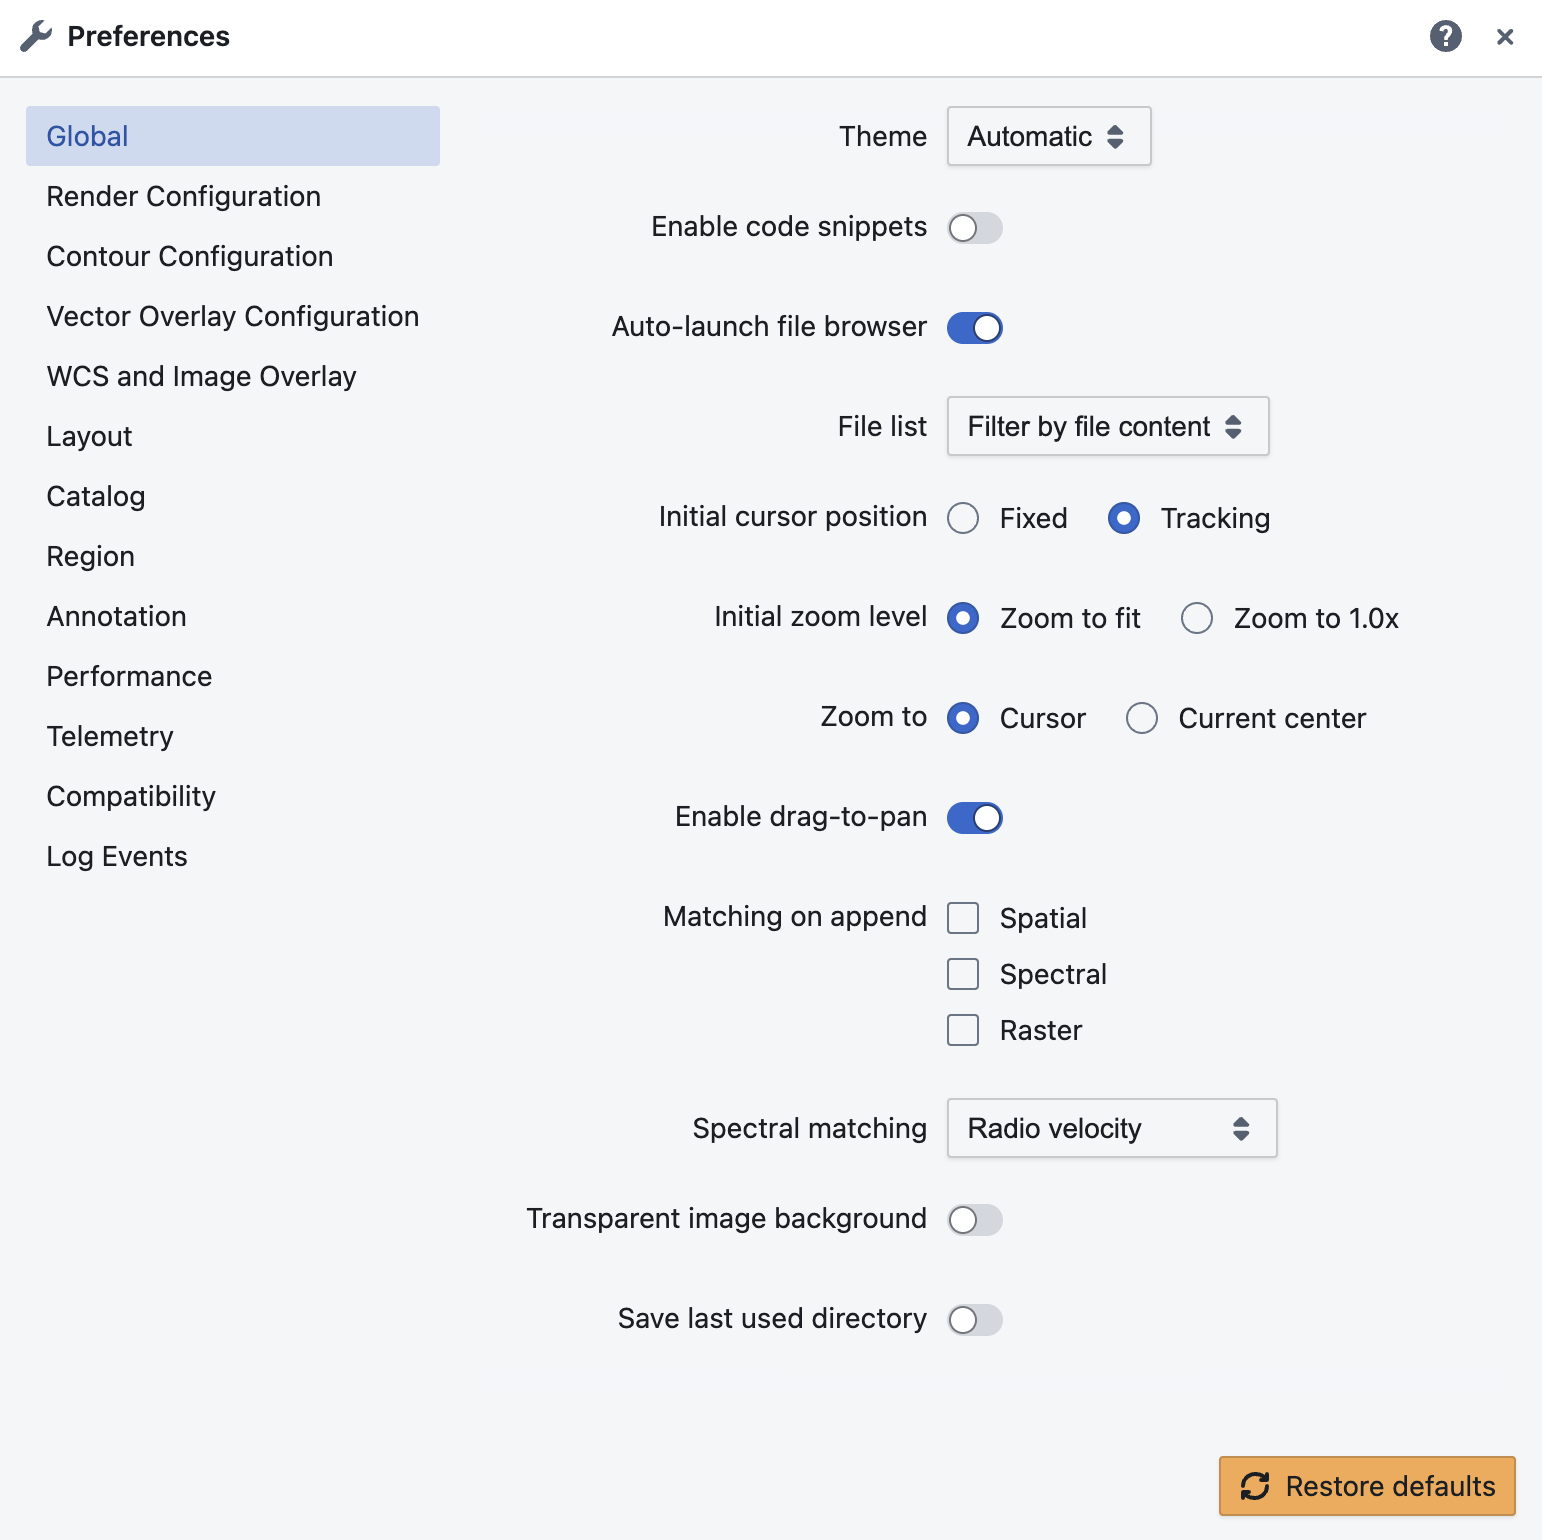 Preferences
Global
Render Configuration
Contour Configuration
Vector Overlay Configuration
WCS and Image Overlay
Layout
Catalog
Region
Annotation
Performance
Telemetry
Compatibility
Log Events
Theme Automatic
Enable code snippets
Auto-launch file browser
File list Filter by file content
Initial cursor position Fixed Tracking
Initial zoom level Zoom to fit Zoom to 1.0x
Zoom to Cursor Current center
Enable drag-to-pan
Matching on append Spatial
Spectral
Raster
Spectral matching Radio velocity
Transparent image background
Save last used directory
Restore defaults